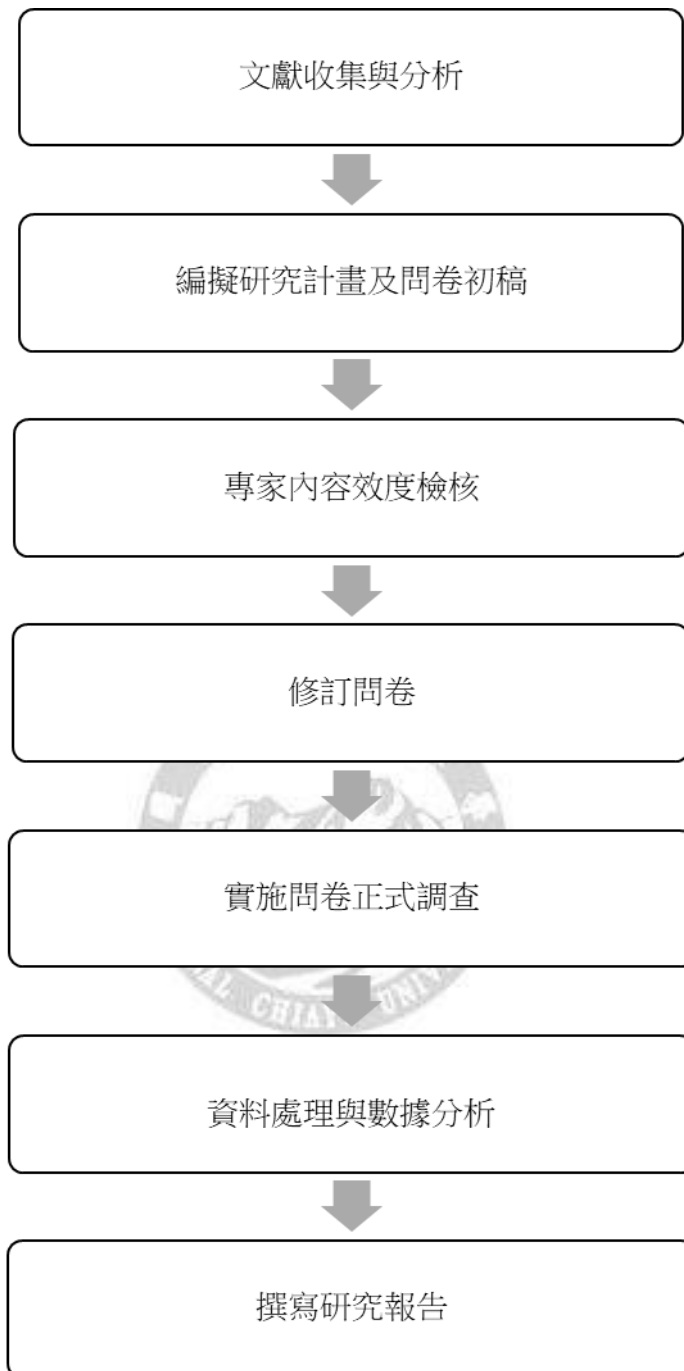 文獻收集與分析
編擬研究計畫及問卷初稿
專家內容效度檢核
修訂問卷
實施問卷正式調查
CHIAY UNIV
資料處理與數據分析
撰寫研究報告